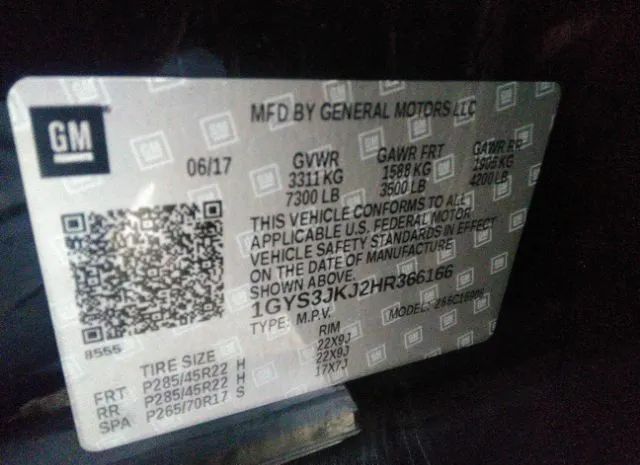 GM
MFD BY GENERAL MOTORS LLC
06/17 GVWR GAWR FRT GAWR RR
3311 KG 1588 KG 1905 KG
7300 LB 3500 LB 4200 LB
THIS VEHICLE CONFORMS TO ALL
APPLICABLE U.S. FEDERAL MOTOR
VEHICLE SAFETY STANDARDS IN EFFECT
ON THE DATE OF MANUFACTURE
SHOWN ABOVE.
1GYS3JKJ2HR366166
TYPE: M.P.V. MODEL:
8555
TIRE SIZE RIM
FRT P285/45R22 H 22X9J
RR P285/45R22 H 22X9J
SPA P265/70R17 S 17X7J